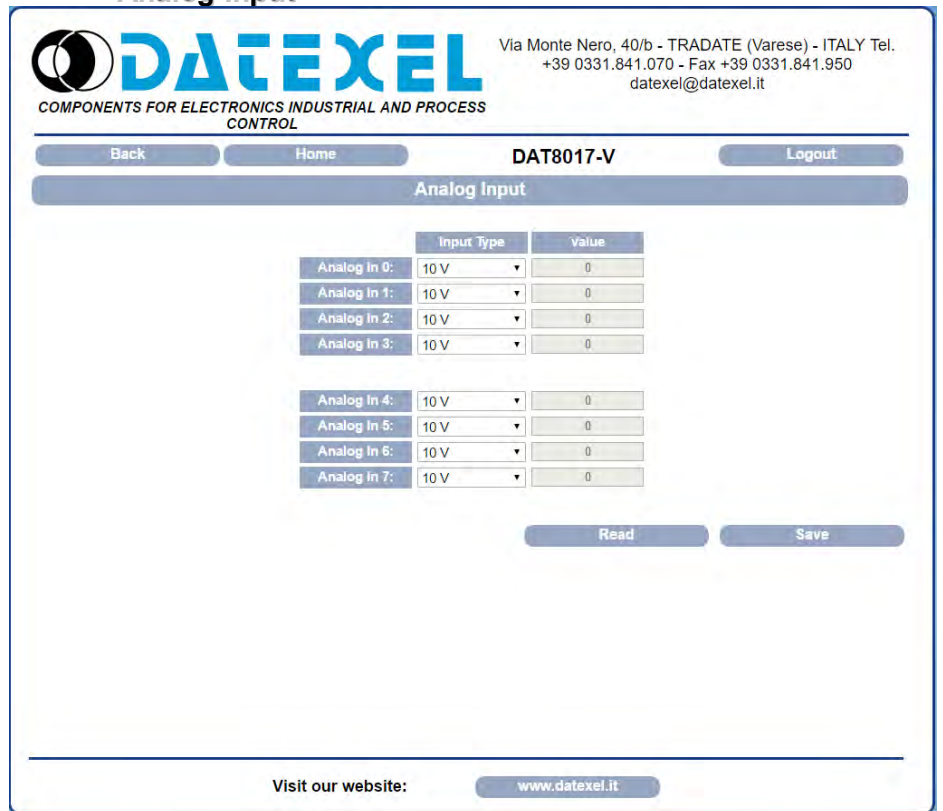 Analog Input
DATEXEL
COMPONENTS FOR ELECTRONICS INDUSTRIAL AND PROCESS
CONTROL
Via Monte Nero, 40/b - TRADATE (Varese) - ITALY Tel.
+39 0331.841.070 - Fax +39 0331.841.950
datexel@datexel.it
Back Home DAT8017-V Logout
Analog Input
Input Type Value
Analog In 0: 10 V 0
Analog In 1: 10 V 0
Analog In 2: 10 V 0
Analog In 3: 10 V 0
Analog In 4: 10 V 0
Analog In 5: 10 V 0
Analog In 6: 10 V 0
Analog In 7: 10 V 0
Read Save
Visit our website: www.datexel.it